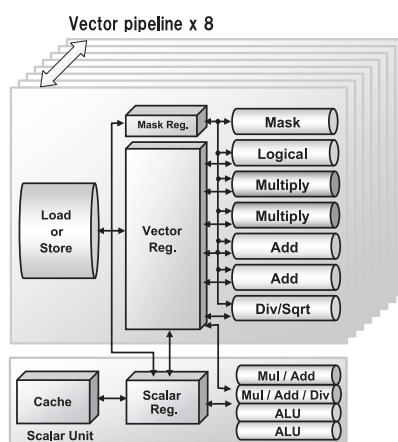 Vector pipeline x 8
Mask Reg.
Mask
Logical
Multiply
Multiply
Add
Add
Div/Sqrt
Load
or
Store
Vector
Reg.
Cache
Scalar
Reg.
Mul / Add
Mul / Add / Div
ALU
ALU
Scalar Unit